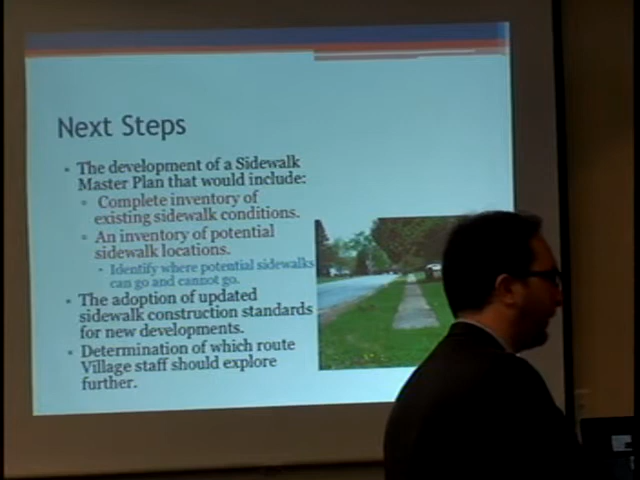 Next Steps
The development of a Sidewalk
Master Plan that would include:
Complete inventory of
existing sidewalk conditions.
An inventory of potential
sidewalk locations.
Identify where potential sidewalks
can go and cannot go.
The adoption of updated
sidewalk construction standards
for new developments.
Determination of which route
Village staff should explore
further.